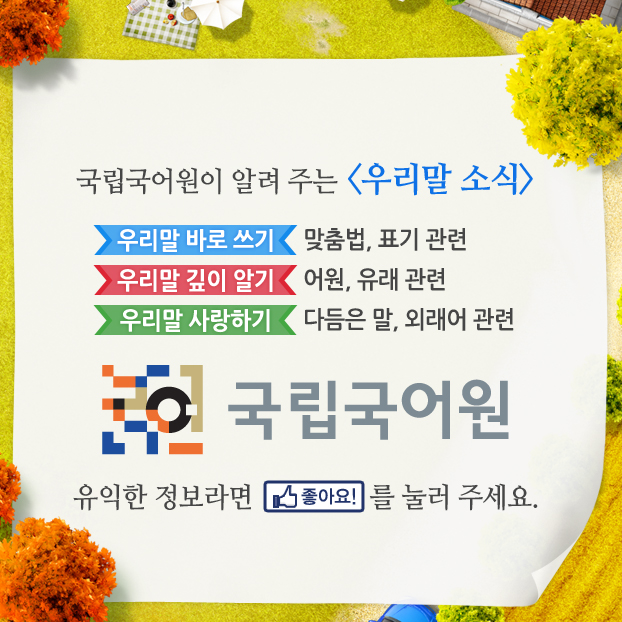 국립국어원이 알려 주는 〈우리말 소식〉
우리말 바로 쓰기 맞춤법, 표기 관련
우리말 깊이 알기 어원, 유래 관련
우리말 사랑하기 다듬은 말, 외래어 관련
국립국어원
유익한 정보라면 좋아요! 를 눌러 주세요.